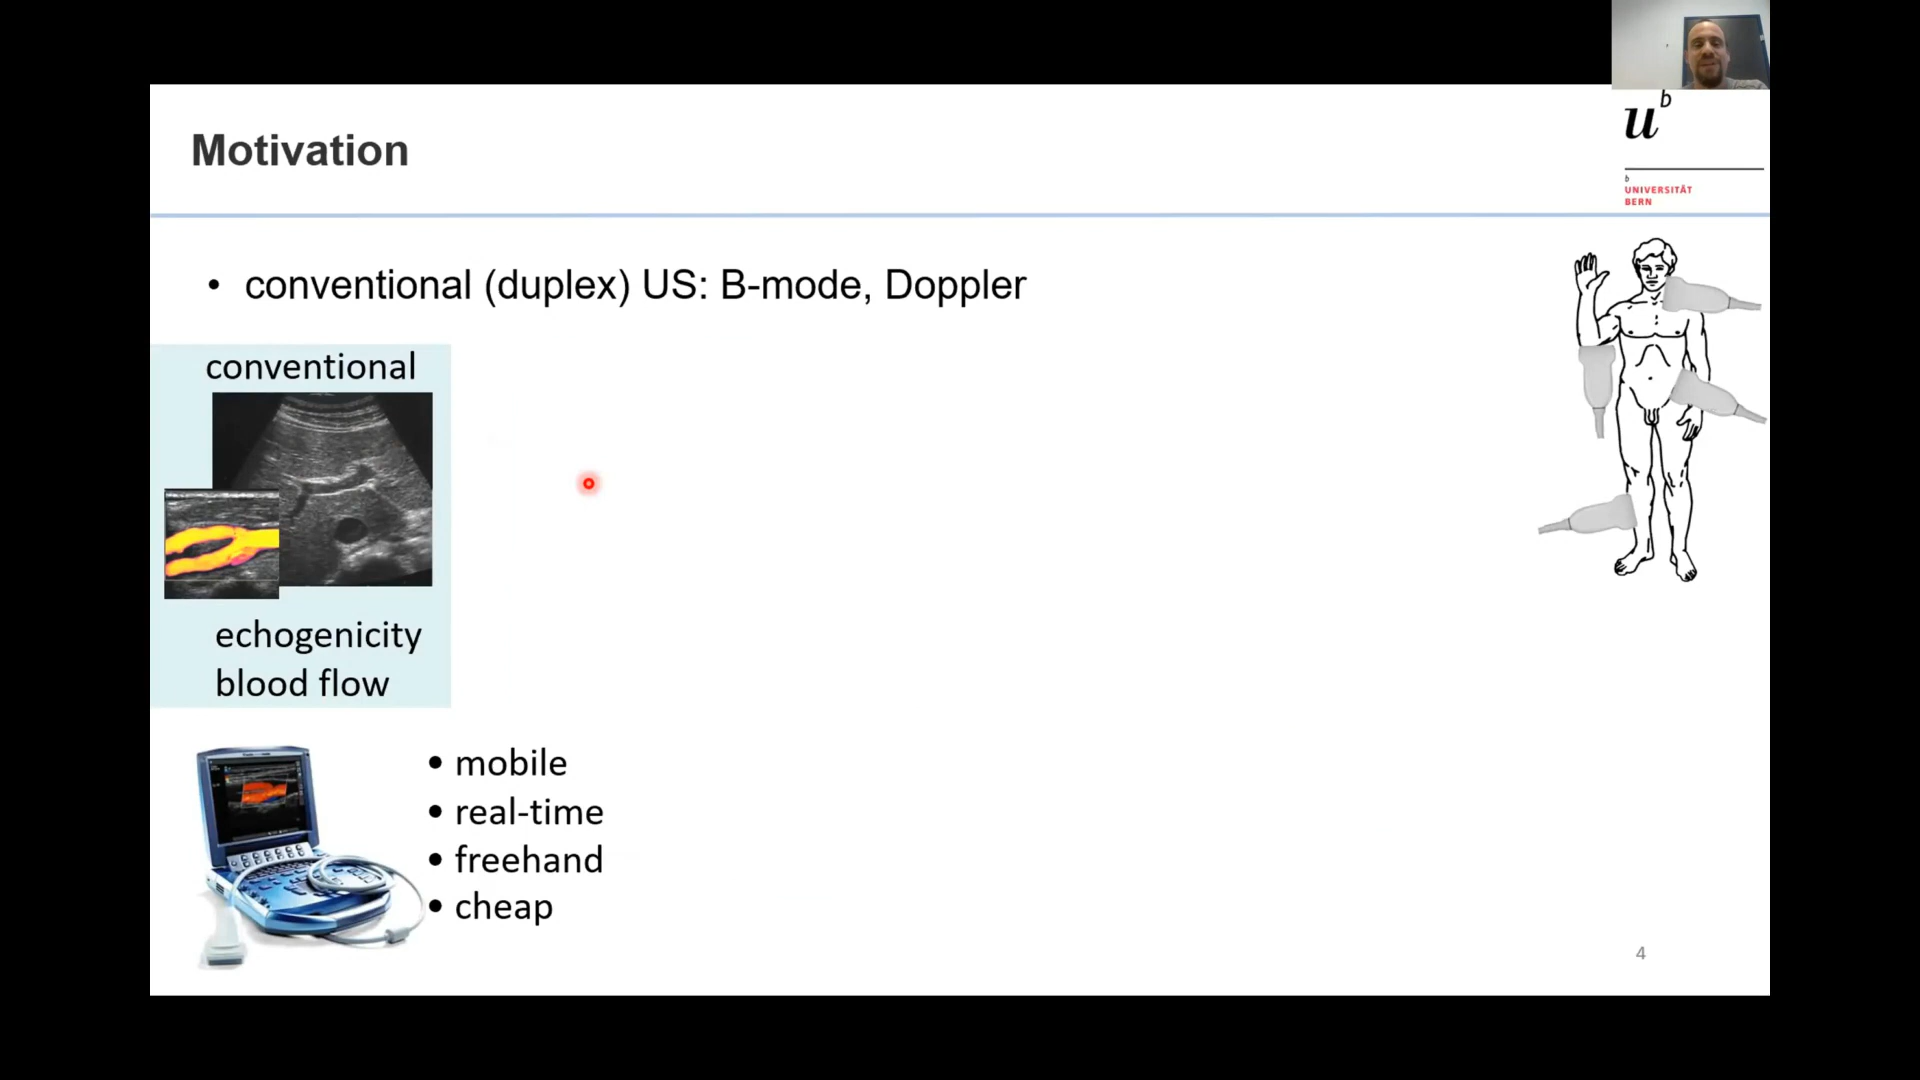 Motivation
u b
b
UNIVERSITÄT
BERN
• conventional (duplex) US: B-mode, Doppler
conventional
echogenicity
blood flow
• mobile
• real-time
• freehand
• cheap
4